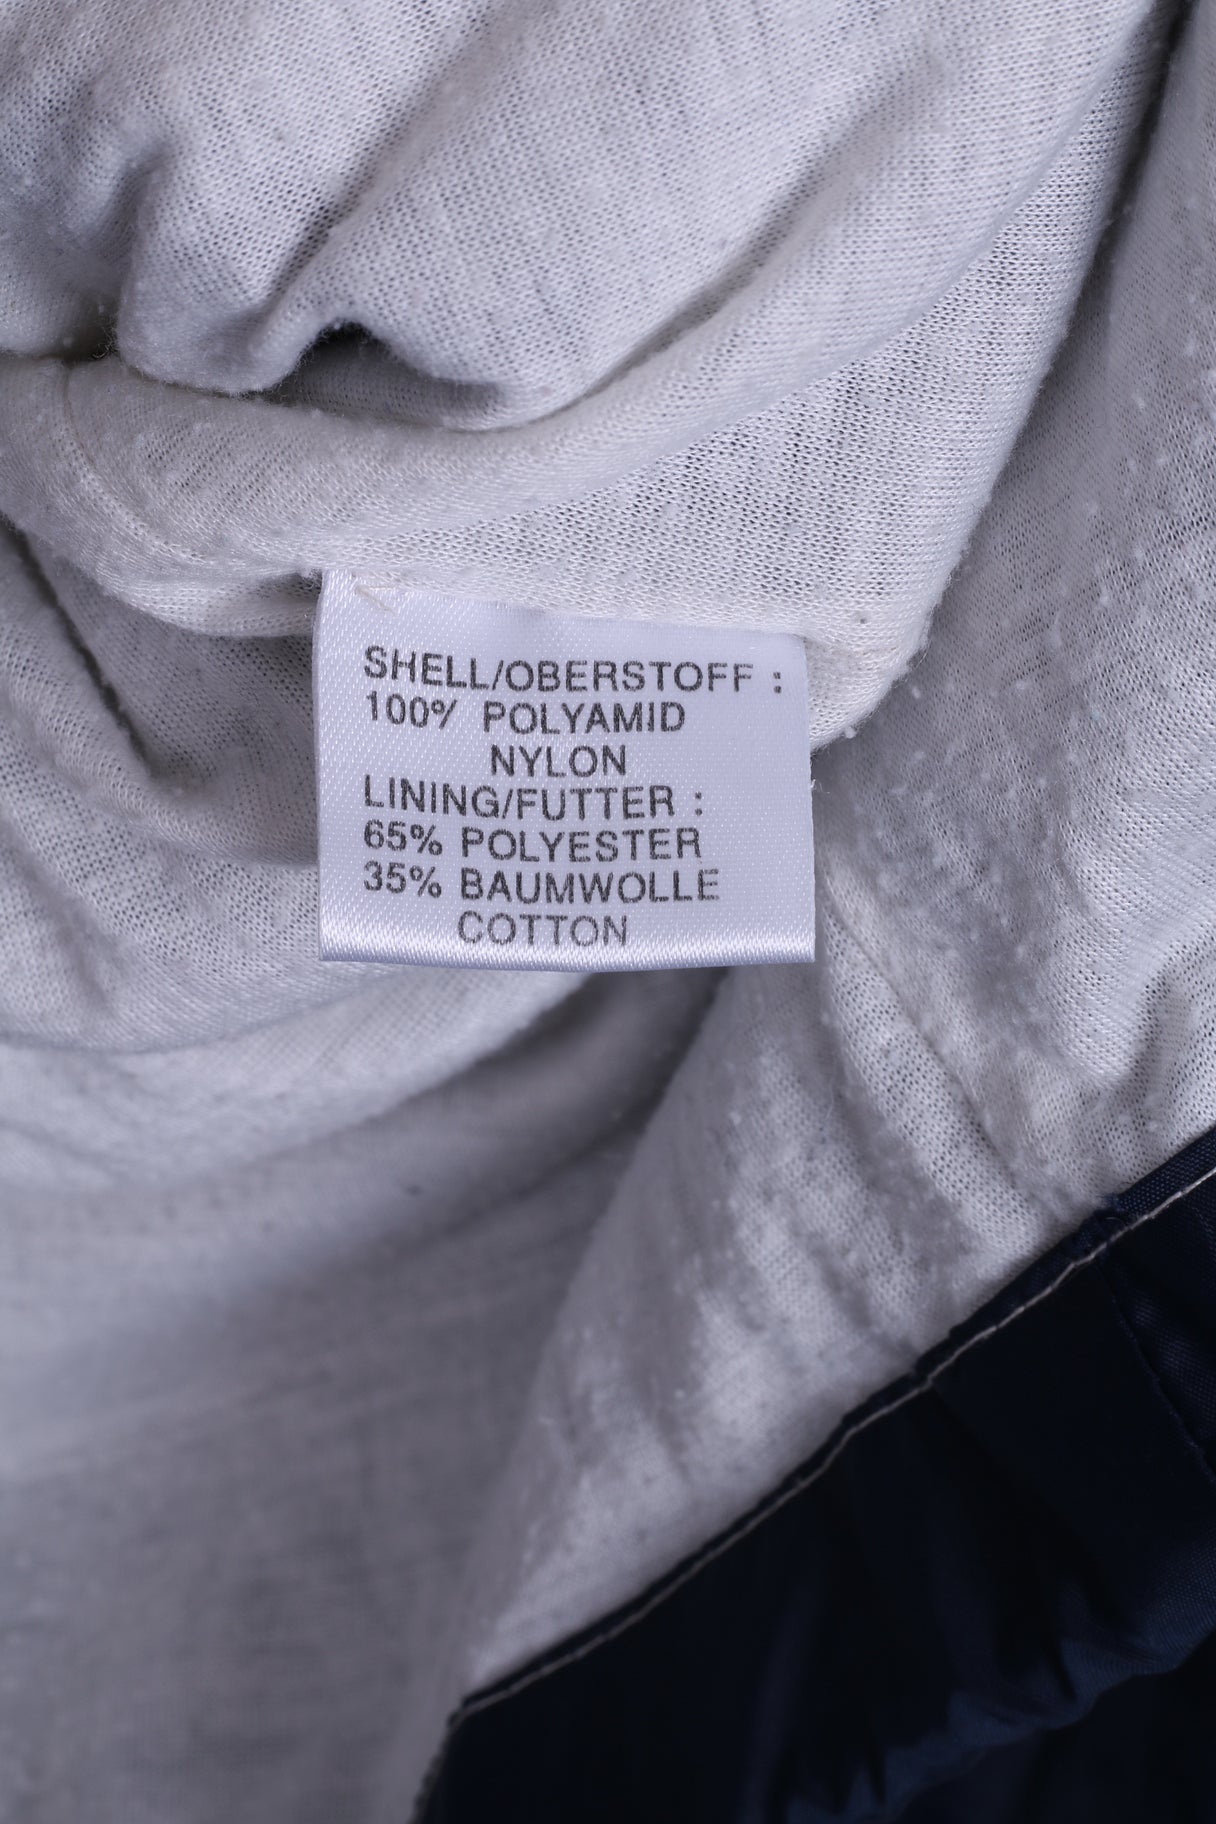 SHELL/OBERSTOFF :
100% POLYAMID
NYLON
LINING/FUTTER :
65% POLYESTER
35% BAUMWOLLE
COTTON